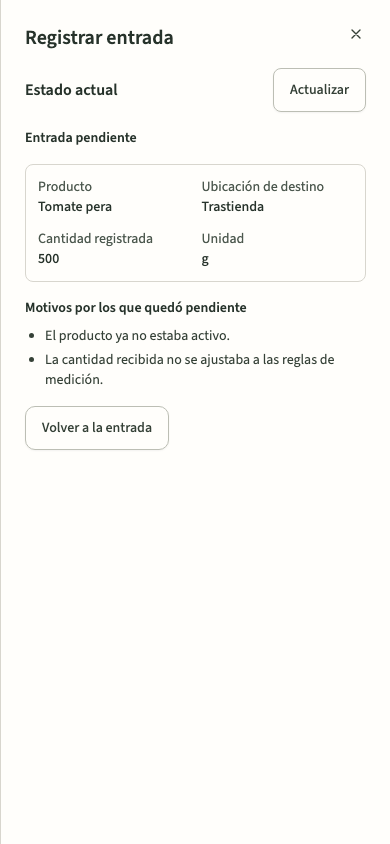 Registrar entrada
Estado actual
Actualizar
Entrada pendiente
Producto
Tomate pera
Ubicación de destino
Trastienda
Cantidad registrada
500
Unidad
g
Motivos por los que quedó pendiente
El producto ya no estaba activo.
La cantidad recibida no se ajustaba a las reglas de
medición.
Volver a la entrada